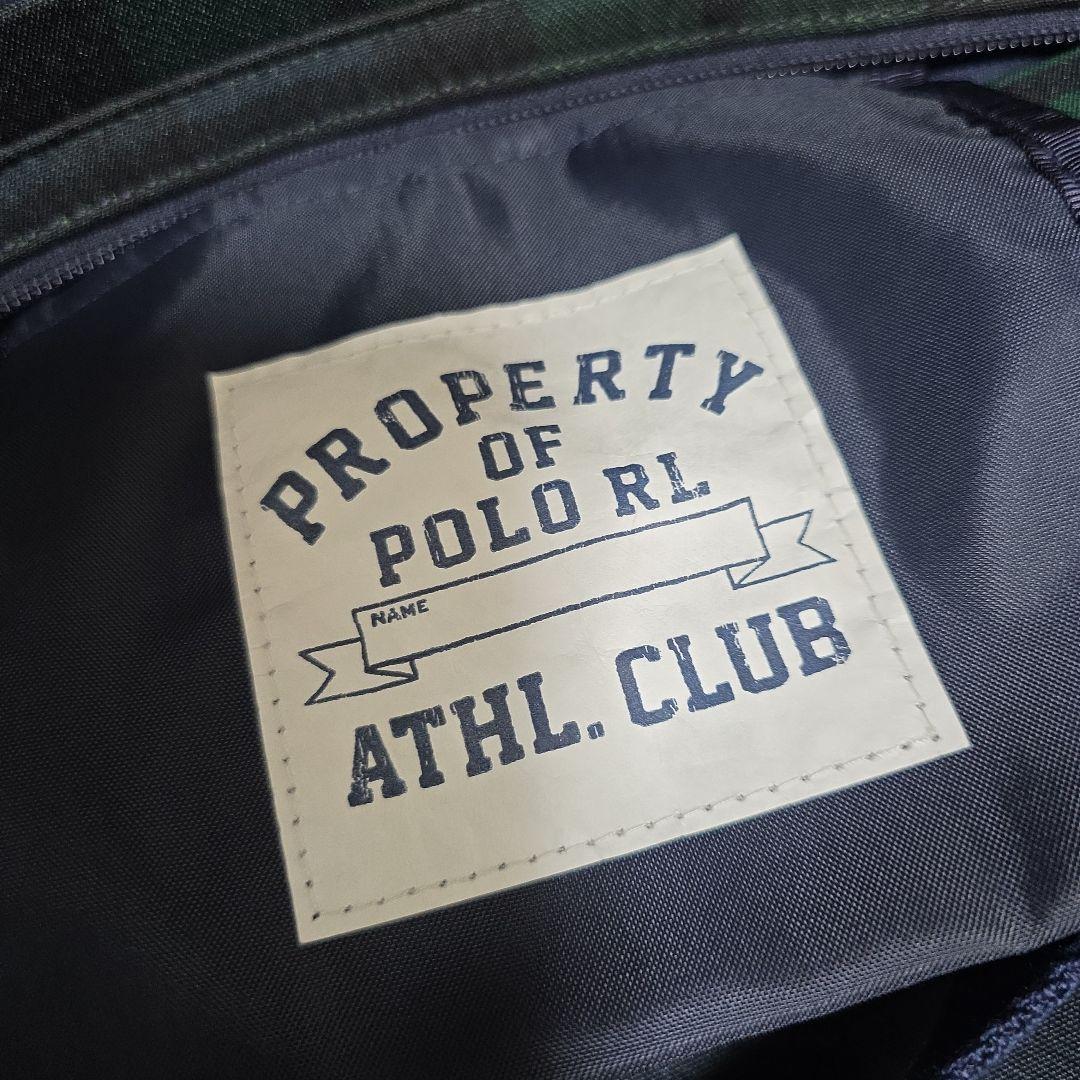 PROPERTY
OF
POLO RL
NAME
ATHL. CLUB